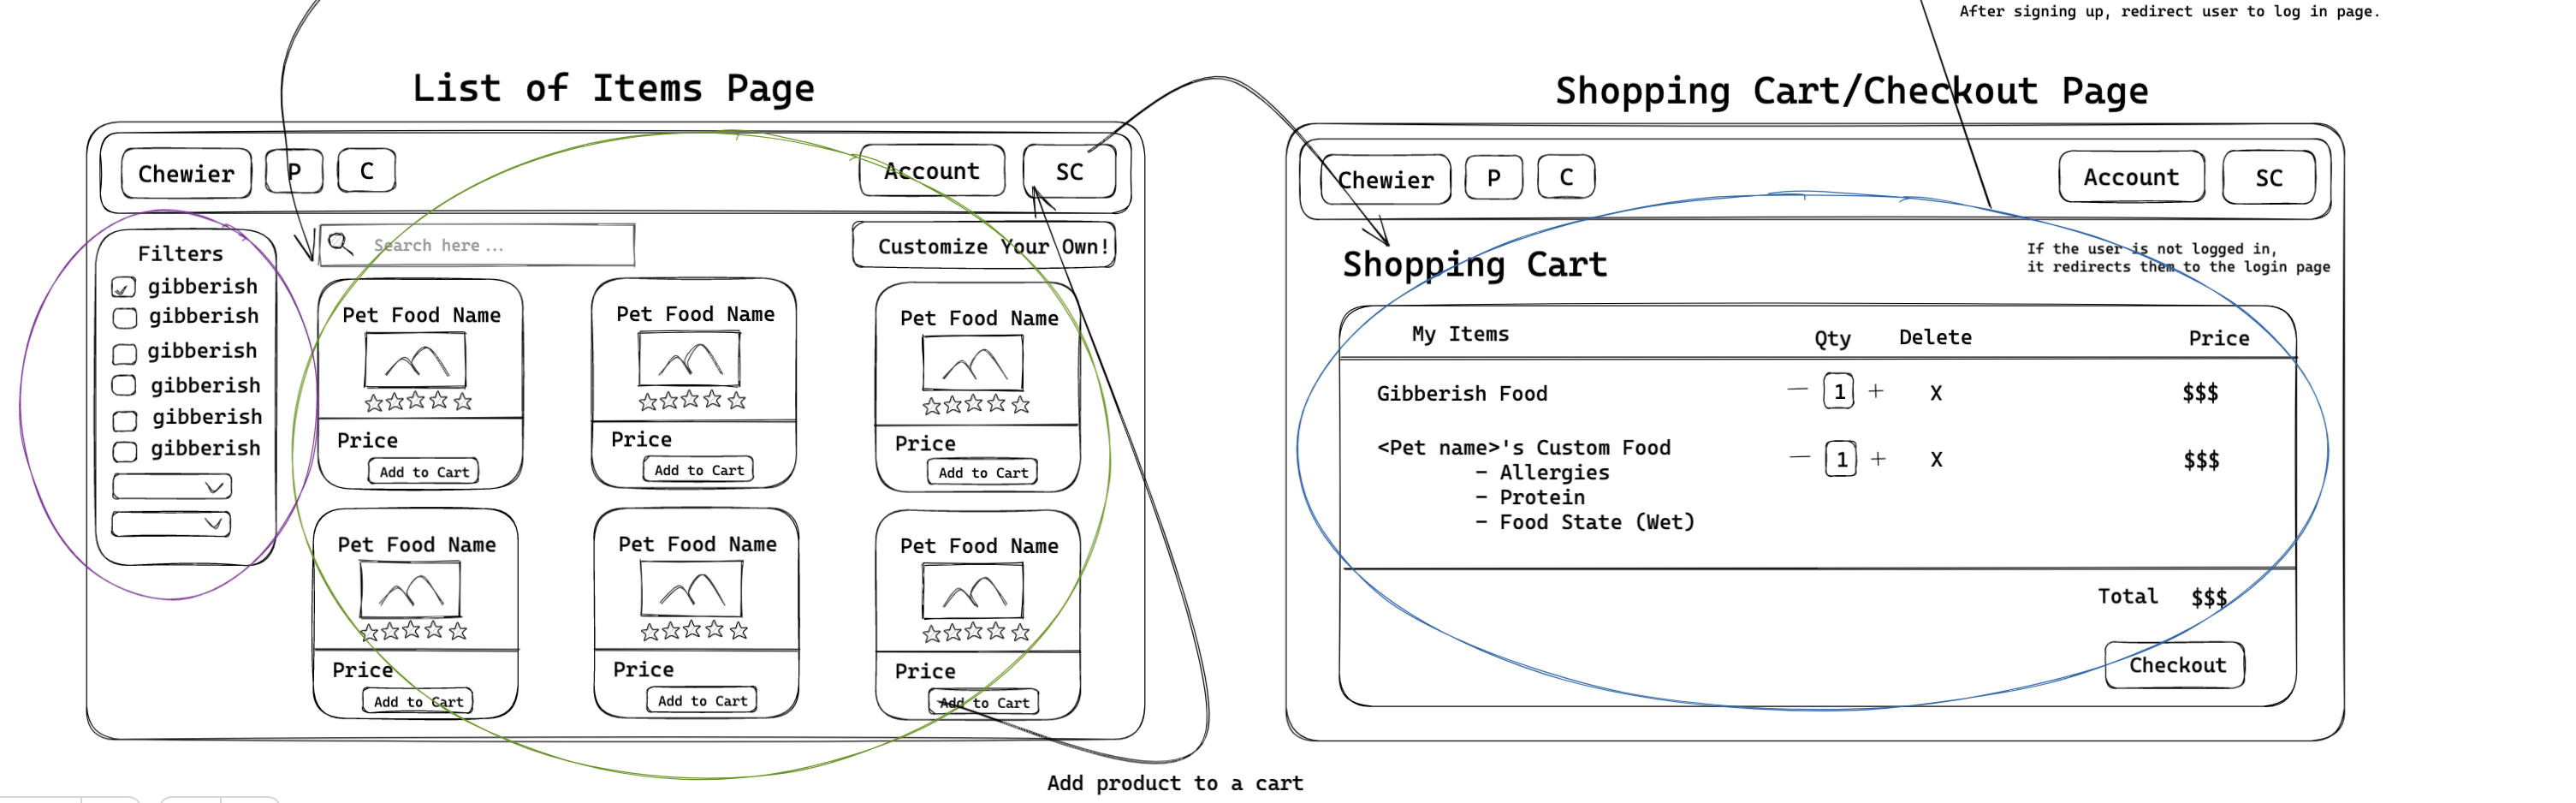 After signing up, redirect user to log in page.
List of Items Page
Chewier
P
C
Account
SC
Filters
gibberish
gibberish
gibberish
gibberish
gibberish
gibberish
Search here ...
Customize Your Own!
Pet Food Name
Price
Add to Cart
Pet Food Name
Price
Add to Cart
Pet Food Name
Price
Add to Cart
Pet Food Name
Price
Add to Cart
Pet Food Name
Price
Add to Cart
Pet Food Name
Price
Add to Cart
Add product to a cart
Shopping Cart/Checkout Page
Chewier
P
C
Account
SC
Shopping Cart
If the user is not logged in,
it redirects them to the login page
My Items Qty Delete Price
Gibberish Food — 1 + X $$$
<Pet name>'s Custom Food — 1 + X $$$
- Allergies
- Protein
- Food State (Wet)
Total $$$
Checkout